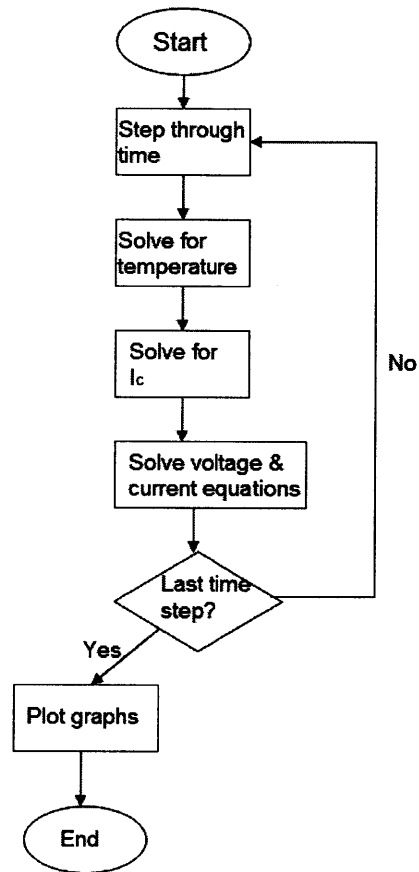 Start
Step through
time
Solve for
temperature
Solve for
Ic
No
Solve voltage &
current equations
Last time
step?
Yes
Plot graphs
End